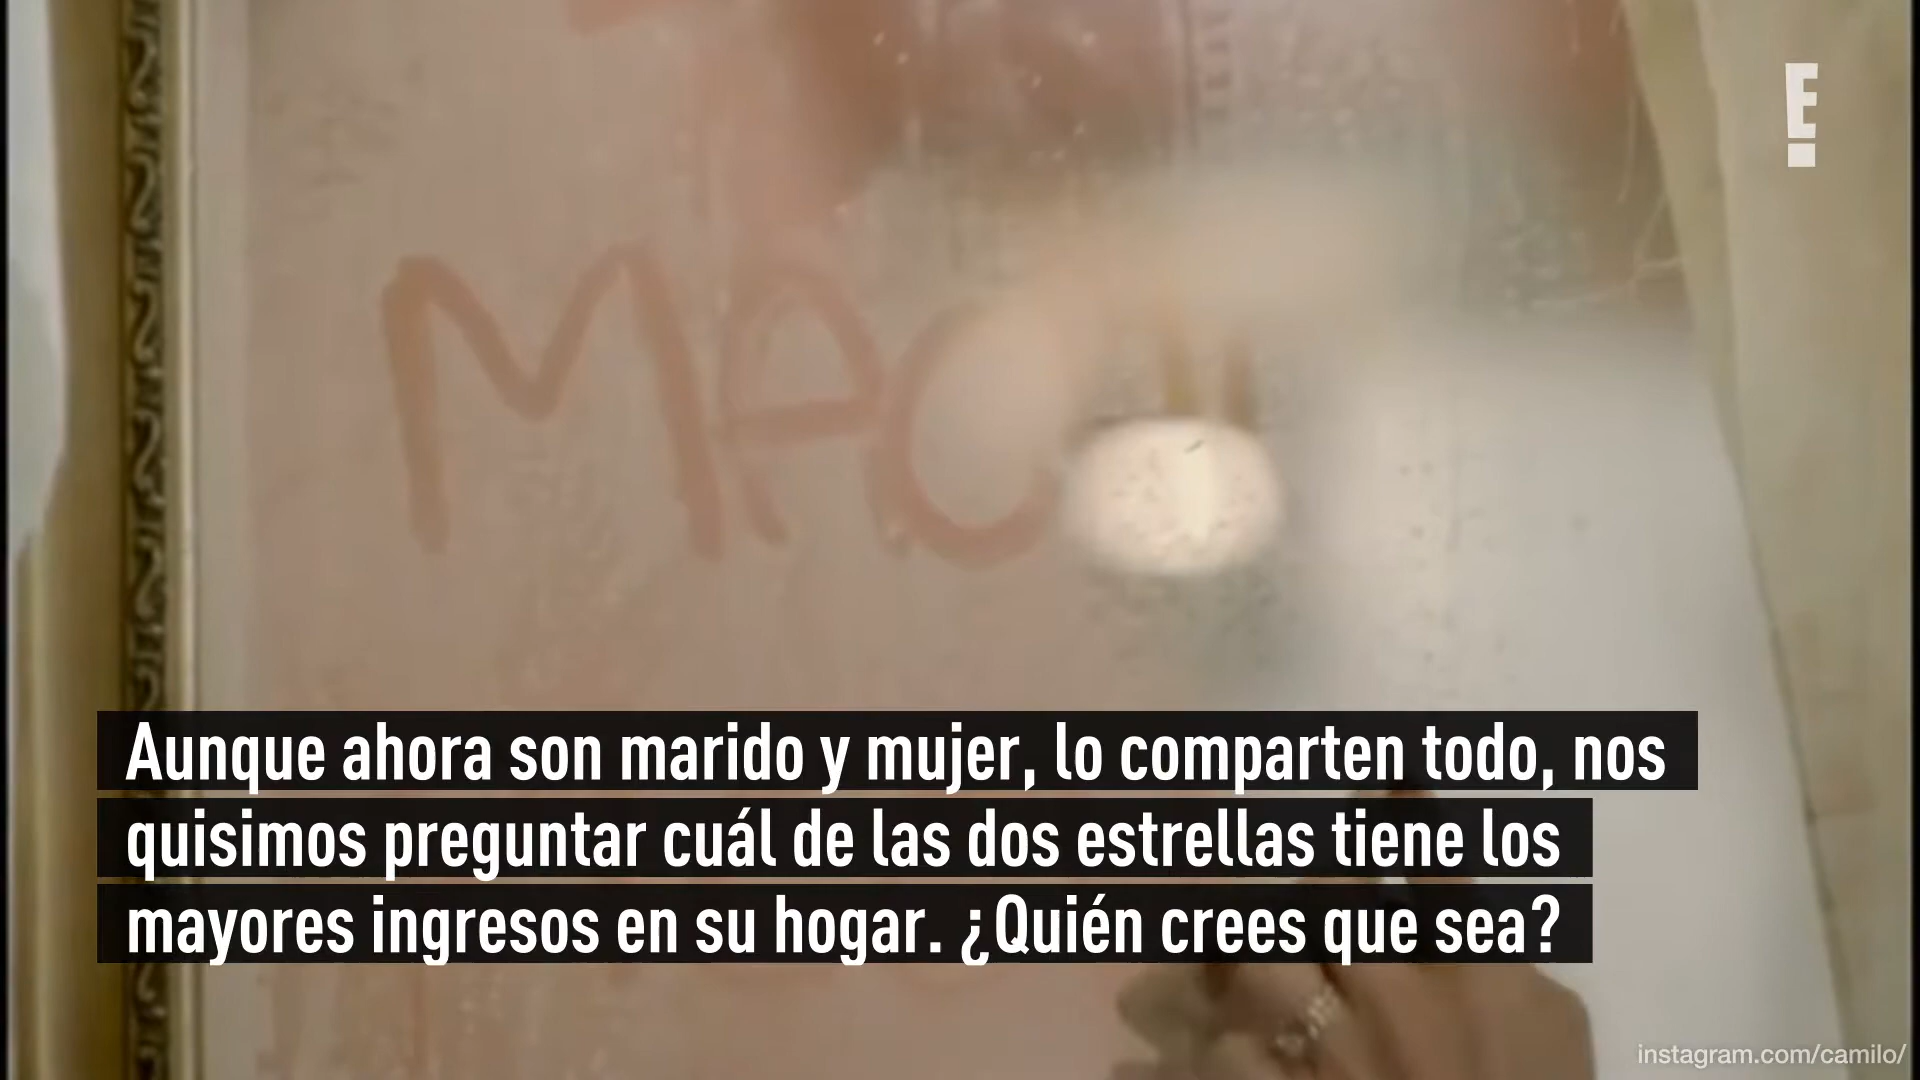 E!
MAC
Aunque ahora son marido y mujer, lo comparten todo, nos
quisimos preguntar cuál de las dos estrellas tiene los
mayores ingresos en su hogar. ¿Quién crees que sea?
instagram.com/camilo/